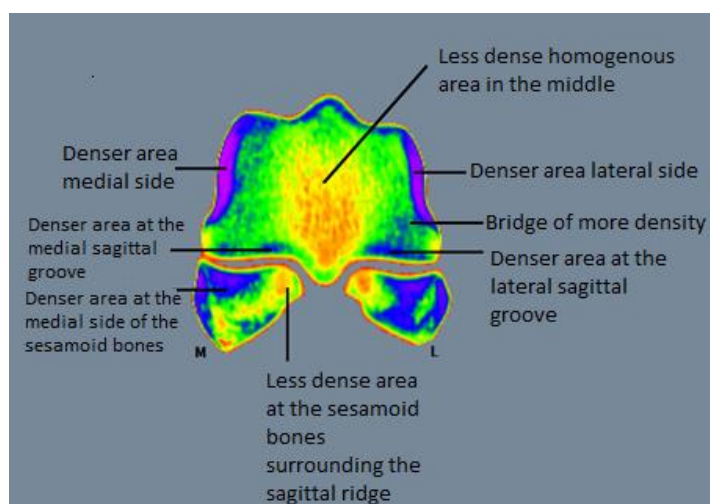 Less dense homogenous
area in the middle
Denser area
medial side
Denser area lateral side
Denser area at the
medial sagittal
groove
Bridge of more density
Denser area at the
lateral sagittal
groove
Denser area at the
medial side of the
sesamoid bones
M
L
Less dense area
at the sesamoid
bones
surrounding the
sagittal ridge